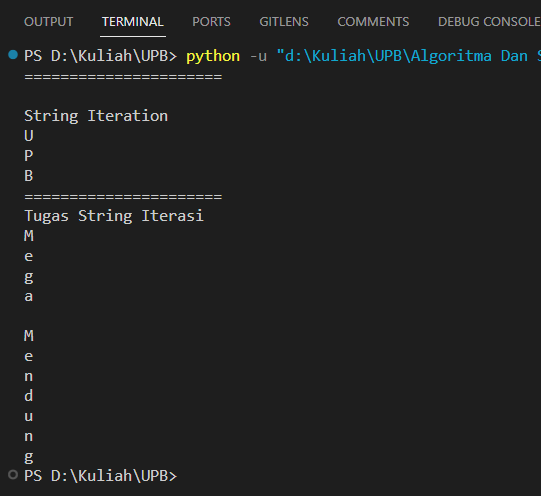 OUTPUT TERMINAL PORTS GITLENS COMMENTS DEBUG CONSOLE
PS D:\Kuliah\UPB> python -u "d:\Kuliah\UPB\Algoritma Dan S
======================
String Iteration
U
P
B
======================
Tugas String Iterasi
M
e
g
a
M
e
n
d
u
n
g
PS D:\Kuliah\UPB>